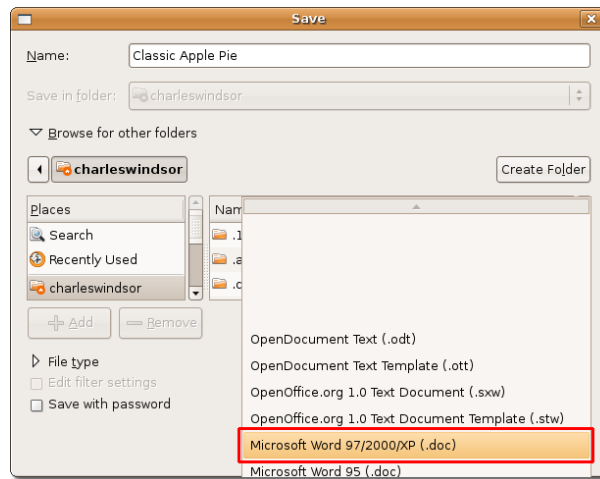 Save
Name: Classic Apple Pie
Save in folder: charleswindsor
Browse for other folders
charleswindsor Create Folder
Places Nam
Search .1
Recently Used .a
charleswindsor
Add Remove
OpenDocument Text (.odt)
File type OpenDocument Text Template (.ott)
Edit filter settings OpenOffice.org 1.0 Text Document (.sxw)
Save with password OpenOffice.org 1.0 Text Document Template (.stw)
Microsoft Word 97/2000/XP (.doc)
Microsoft Word 95 (.doc)